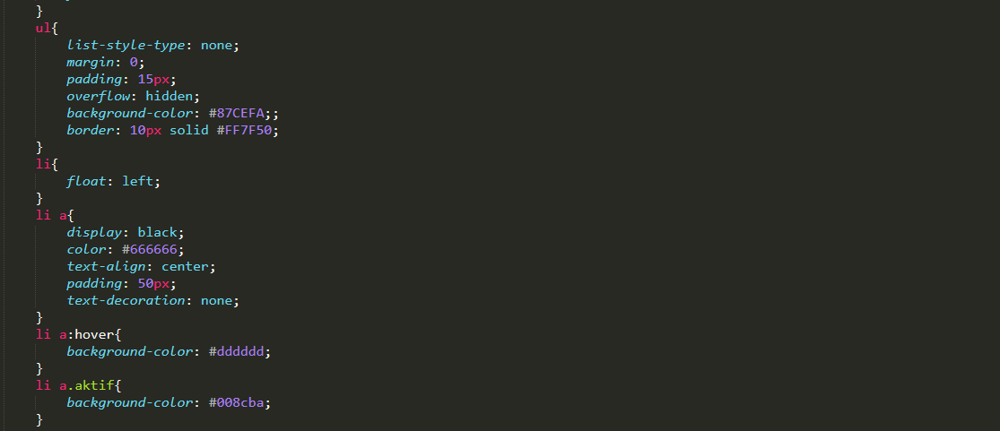 }
ul{
list-style-type: none;
margin: 0;
padding: 15px;
overflow: hidden;
background-color: #87CEFA;;
border: 10px solid #FF7F50;
}
li{
float: left;
}
li a{
display: black;
color: #666666;
text-align: center;
padding: 50px;
text-decoration: none;
}
li a:hover{
background-color: #dddddd;
}
li a.aktif{
background-color: #008cba;
}